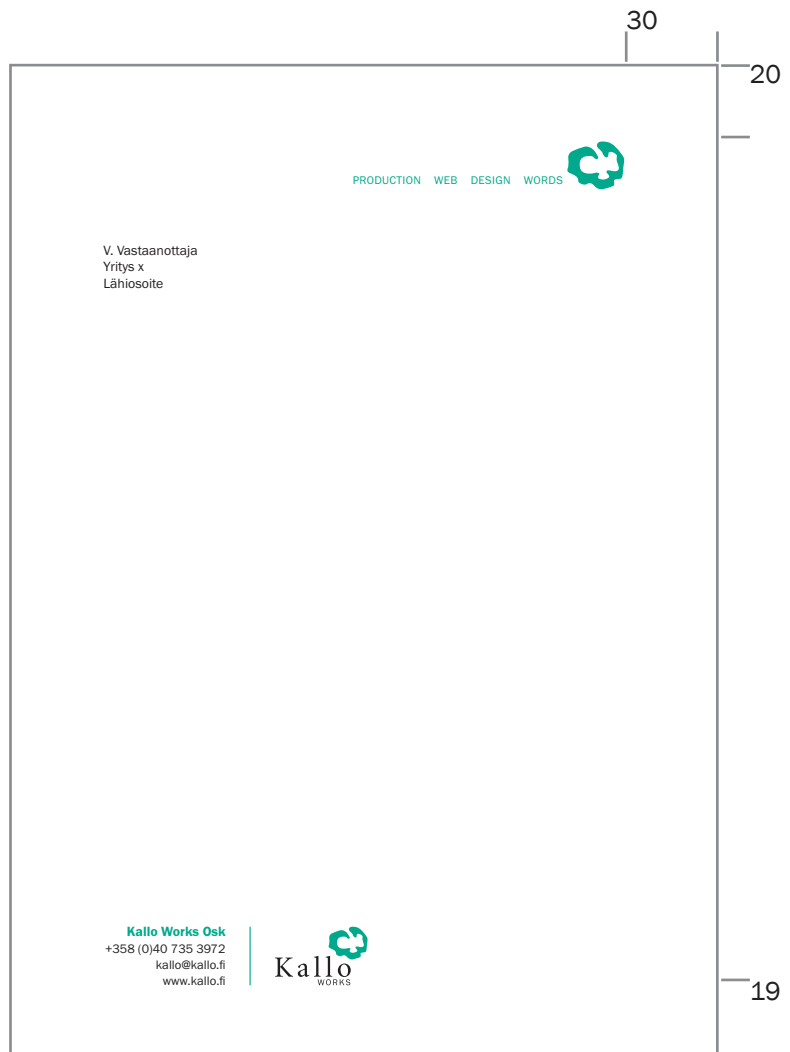 30
20
PRODUCTION WEB DESIGN WORDS
V. Vastaanottaja
Yritys x
Lähiosoite
Kallo Works Osk
+358 (0)40 735 3972
kallo@kallo.fi
www.kallo.fi
Kallo
WORKS
19